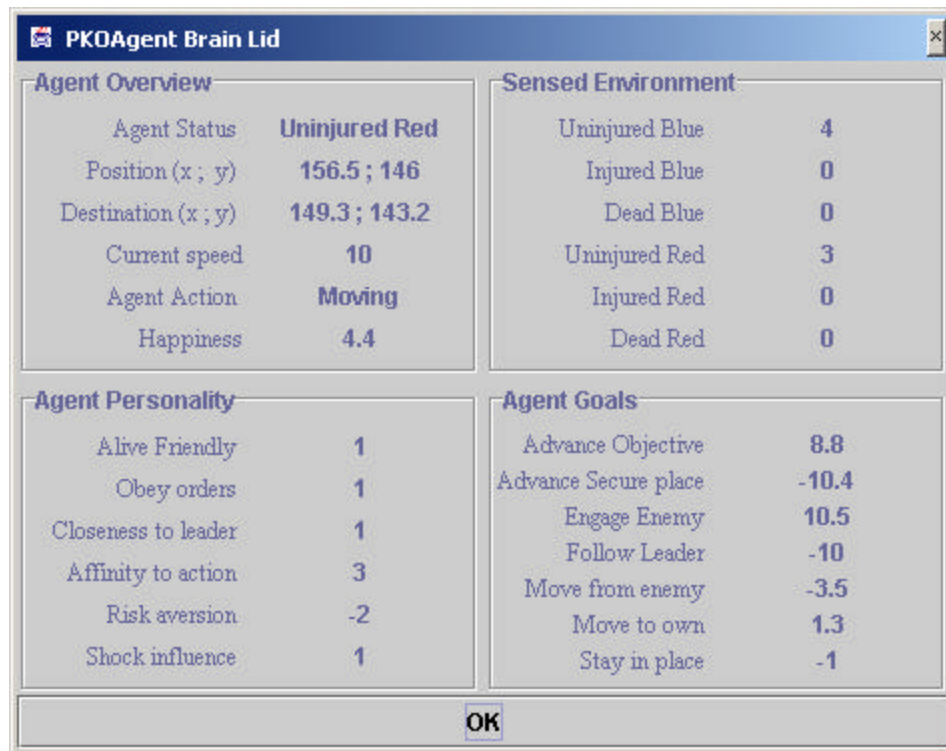 PKOAgent Brain Lid
Agent Overview
Agent Status Uninjured Red
Position (x ; y) 156.5 ; 146
Destination (x ; y) 149.3 ; 143.2
Current speed 10
Agent Action Moving
Happiness 4.4
Sensed Environment
Uninjured Blue 4
Injured Blue 0
Dead Blue 0
Uninjured Red 3
Injured Red 0
Dead Red 0
Agent Personality
Alive Friendly 1
Obey orders 1
Closeness to leader 1
Affinity to action 3
Risk aversion -2
Shock influence 1
Agent Goals
Advance Objective 8.8
Advance Secure place -10.4
Engage Enemy 10.5
Follow Leader -10
Move from enemy -3.5
Move to own 1.3
Stay in place -1
OK